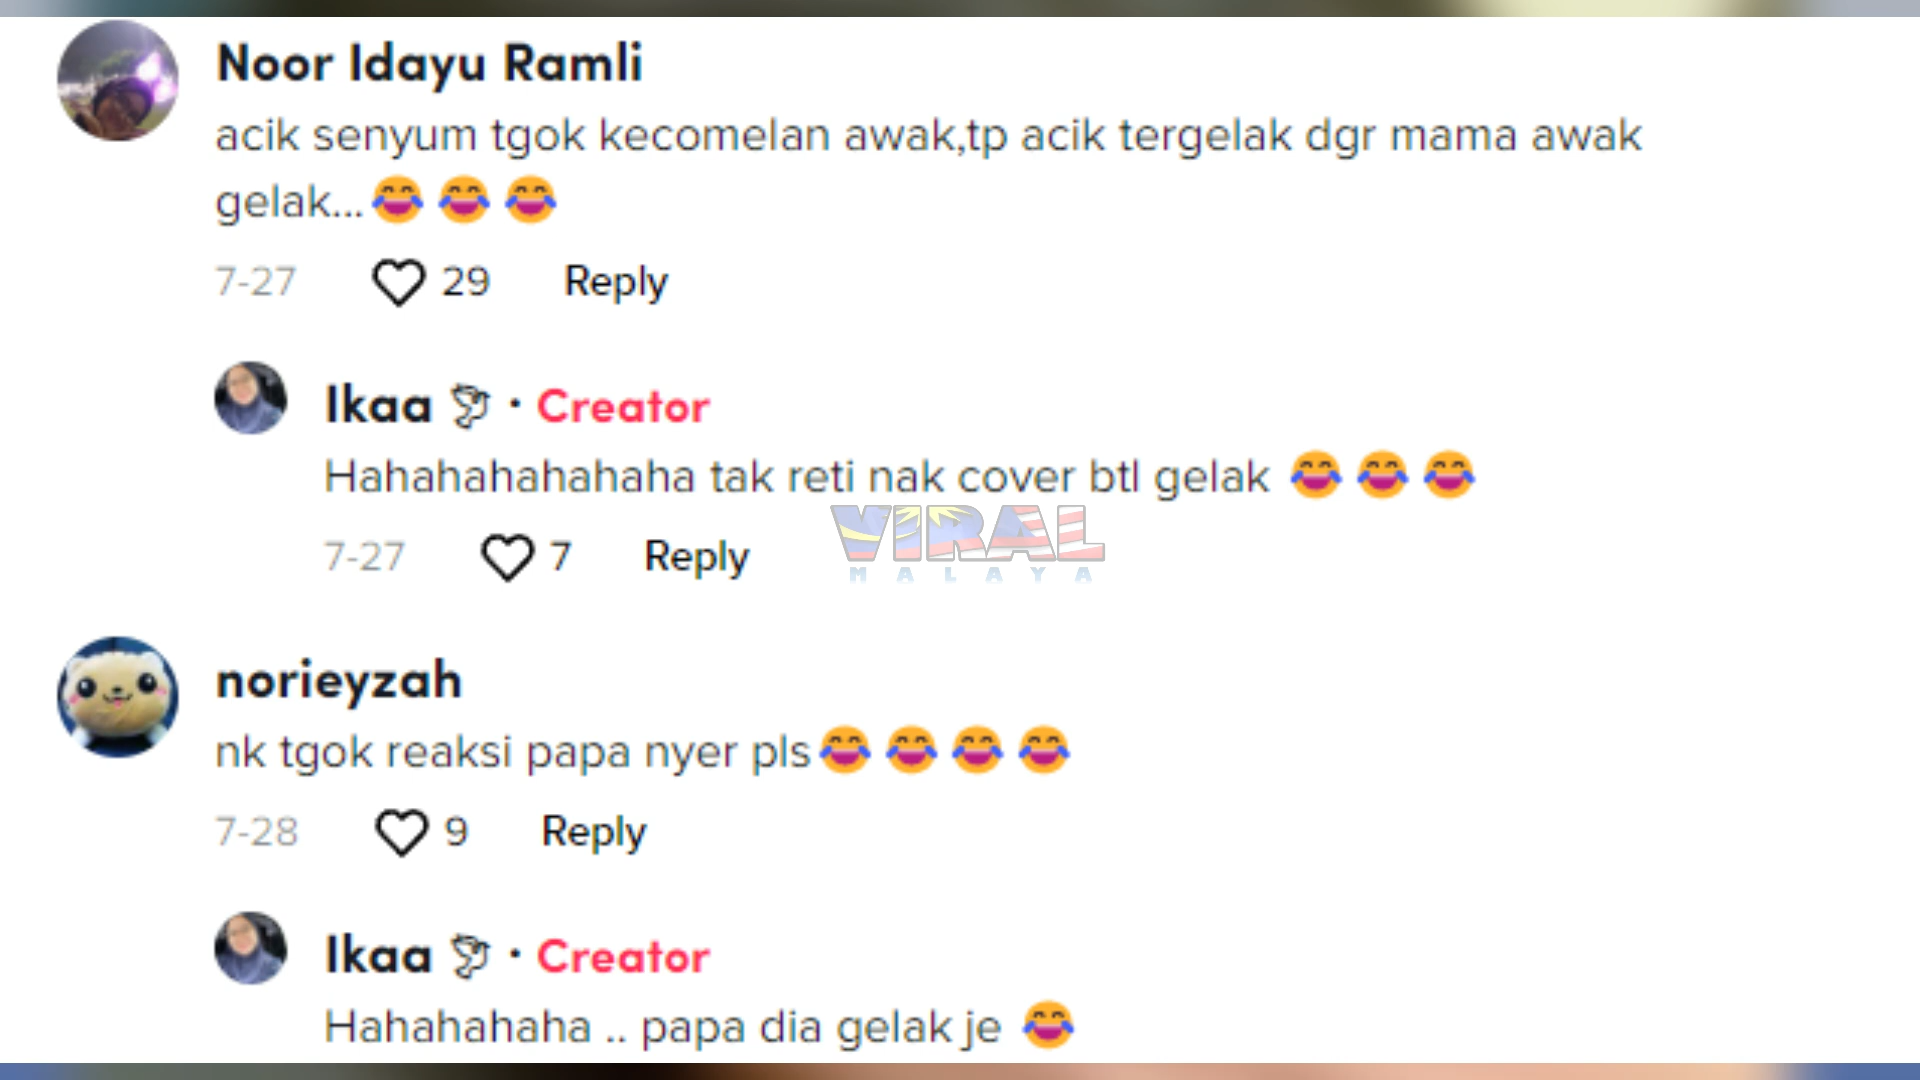 Noor Idayu Ramli
acik senyum tgok kecomelan awak,tp acik tergelak dgr mama awak
gelak...😂😂😂
7-27 29 Reply
Ikaa 🕊 · Creator
Hahahahahahaha tak reti nak cover btl gelak 😂😂😂
7-27 7 Reply
VIRAL
MALAYA
norieyzah
nk tgok reaksi papa nyer pls😂😂😂😂
7-28 9 Reply
Ikaa 🕊 · Creator
Hahahahaha .. papa dia gelak je 😂